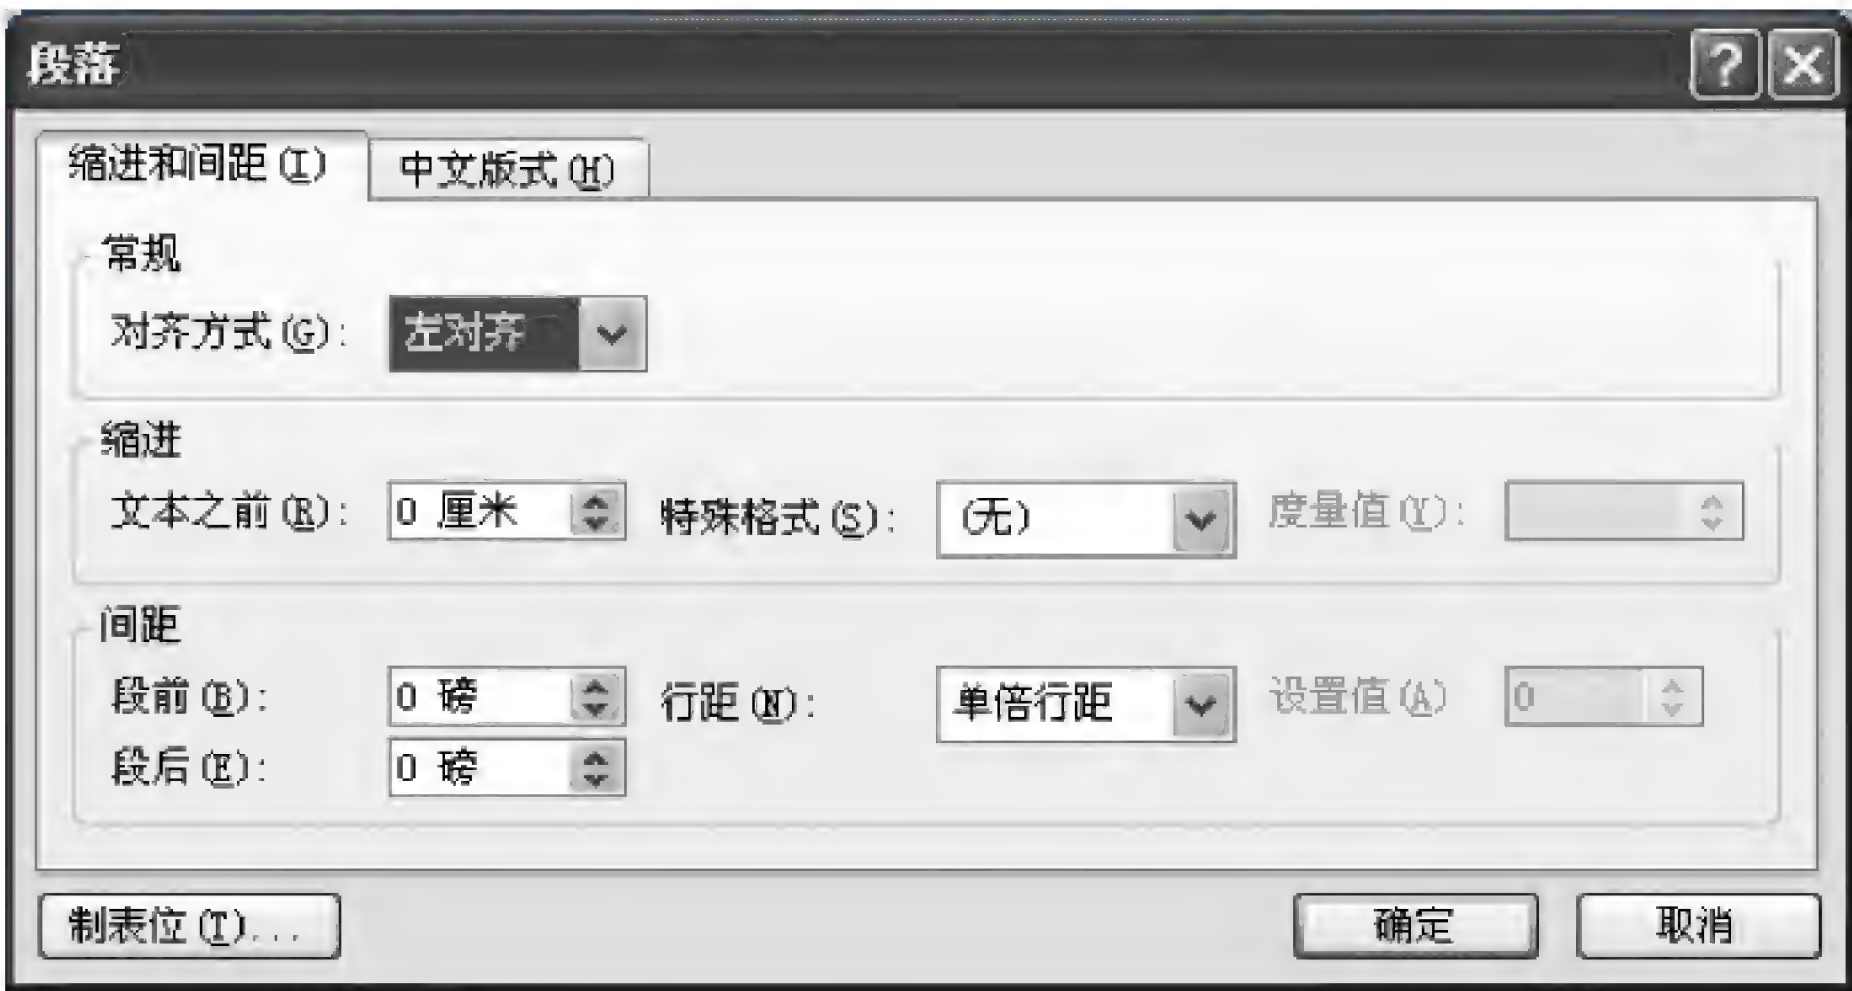 段落
缩进和间距(I) 中文版式(H)
常规
对齐方式(G): 左对齐
缩进
文本之前(R): 0 厘米 特殊格式(S): (无) 度量值(Y):
间距
段前(B): 0 磅 行距(N): 单倍行距 设置值(A) 0
段后(E): 0 磅
制表位(T)... 确定 取消